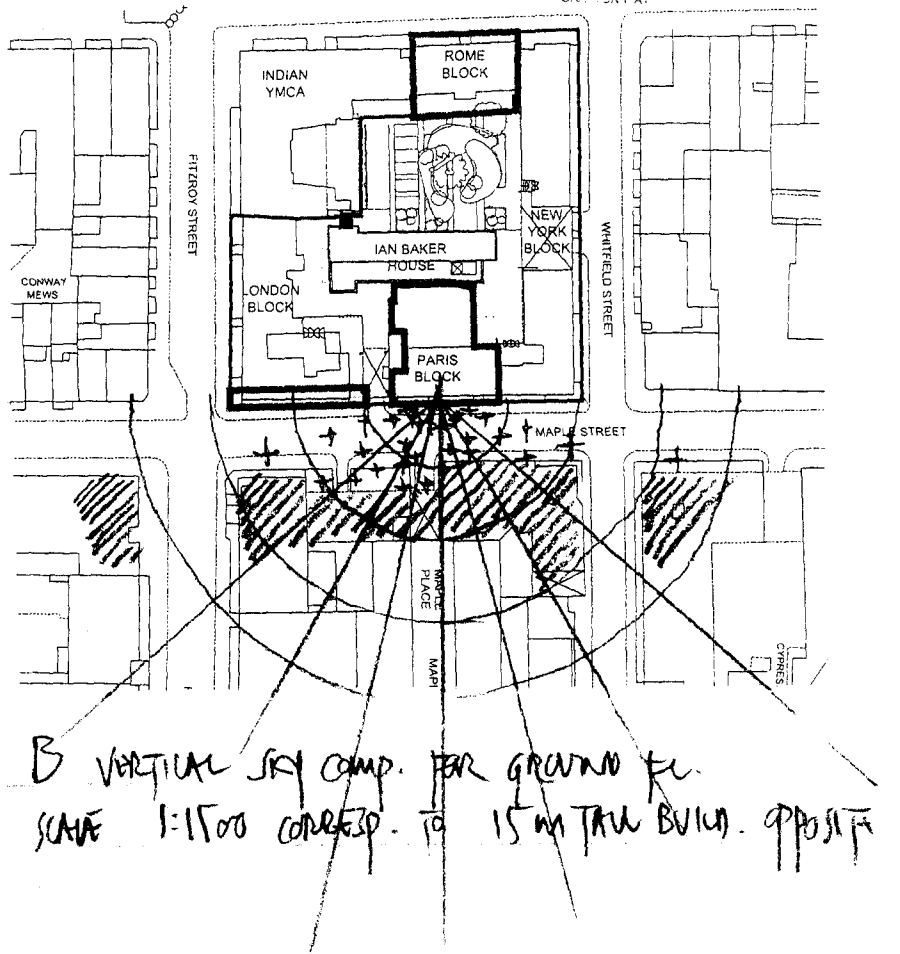 ROME
BLOCK
INDIAN
YMCA
FITZROY STREET
NEW
YORK
BLOCK
WHITFIELD STREET
IAN BAKER
HOUSE
CONWAY
MEWS
LONDON
BLOCK
PARIS
BLOCK
MAPLE STREET
MAPLE
PLACE
MAPL
CYPRES
B VERTICAL SKY COMP. FOR GROUND FL.
SCALE 1:1500 CORRESP. TO 15 m TALL BUILD. OPPOSITE